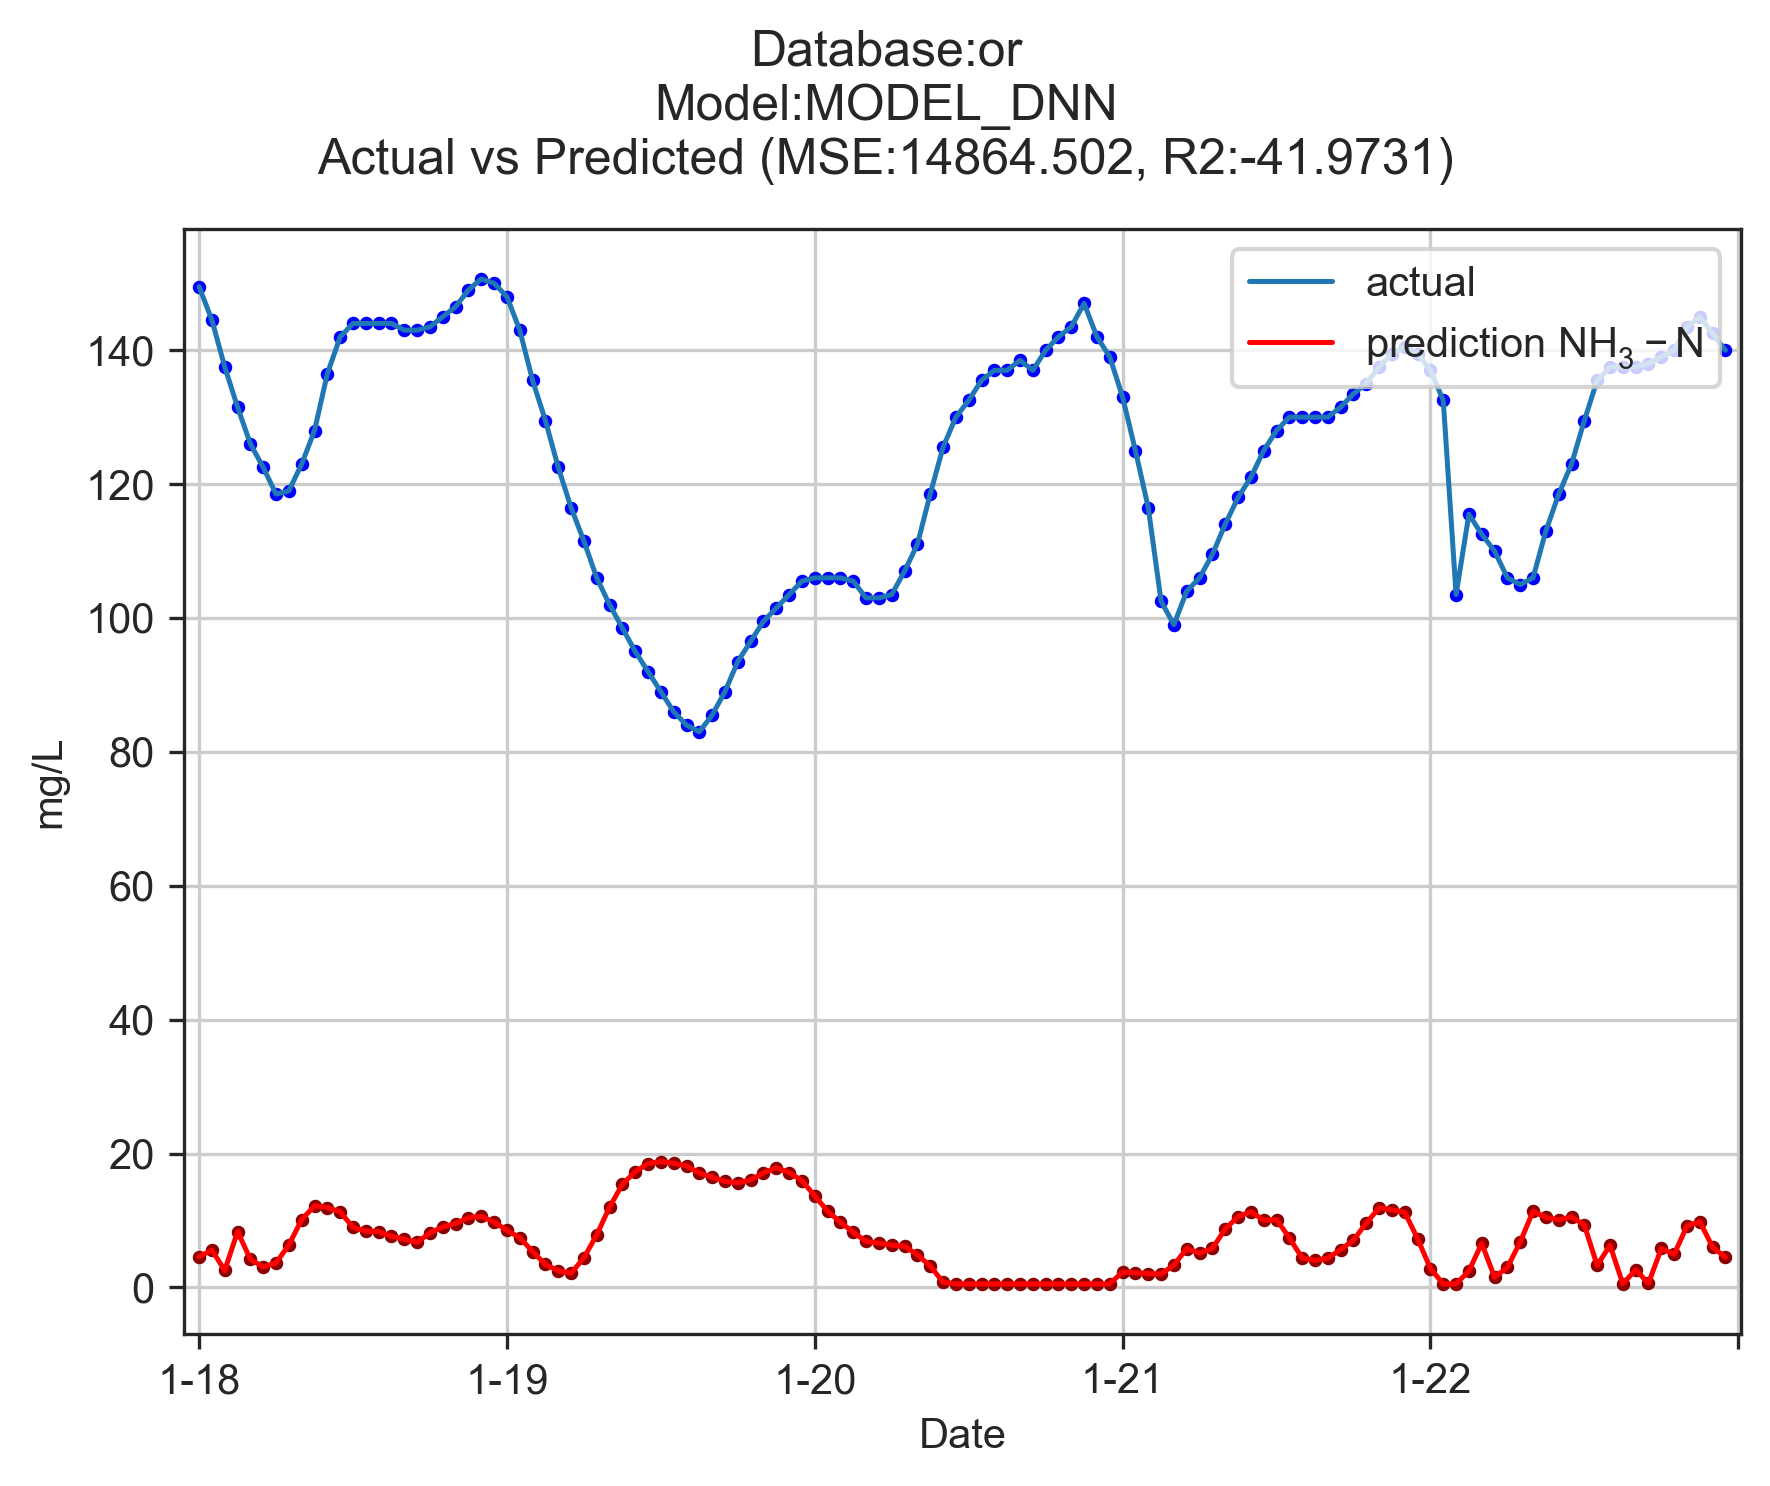 Database:or
Model:MODEL_DNN
Actual vs Predicted (MSE:14864.502, R2:-41.9731)
actual
prediction NH₃ − N
mg/L
140
120
100
80
60
40
20
0
1-18 1-19 1-20 1-21 1-22
Date